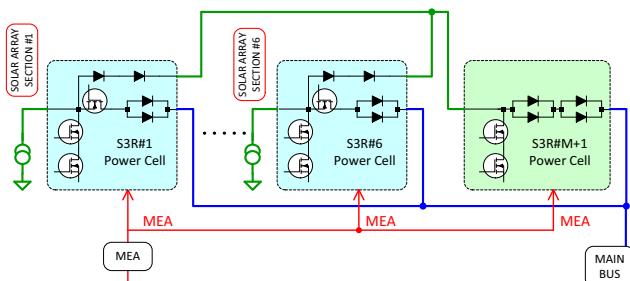 SOLAR ARRAY
SECTION #1
SOLAR ARRAY
SECTION #6
S3R#1
Power Cell
S3R#6
Power Cell
S3R#M+1
Power Cell
MEA
MEA
MEA
MEA
MAIN
BUS